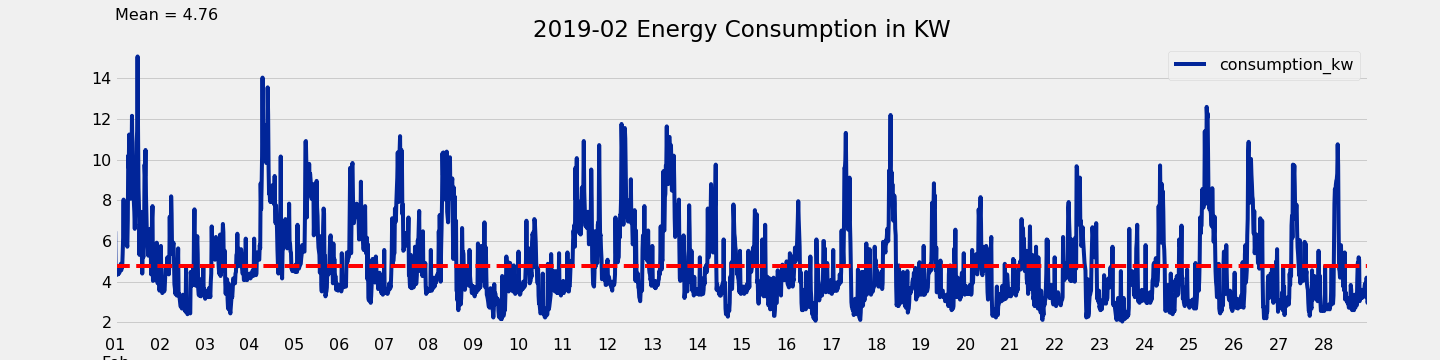 Mean = 4.76
2019-02 Energy Consumption in KW
consumption_kw
14
12
10
8
6
4
2
01 02 03 04 05 06 07 08 09 10 11 12 13 14 15 16 17 18 19 20 21 22 23 24 25 26 27 28
Feb